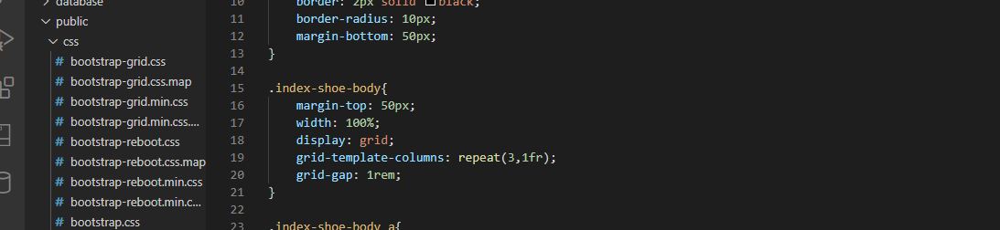 database
public
css
bootstrap-grid.css
bootstrap-grid.css.map
bootstrap-grid.min.css
bootstrap-grid.min.css....
bootstrap-reboot.css
bootstrap-reboot.css.map
bootstrap-reboot.min.css
bootstrap-reboot.min.c...
bootstrap.css
10 border: 2px solid black;
11 border-radius: 10px;
12 margin-bottom: 50px;
13 }
14
15 .index-shoe-body{
16 margin-top: 50px;
17 width: 100%;
18 display: grid;
19 grid-template-columns: repeat(3,1fr);
20 grid-gap: 1rem;
21 }
22
23 .index-shoe-body a{